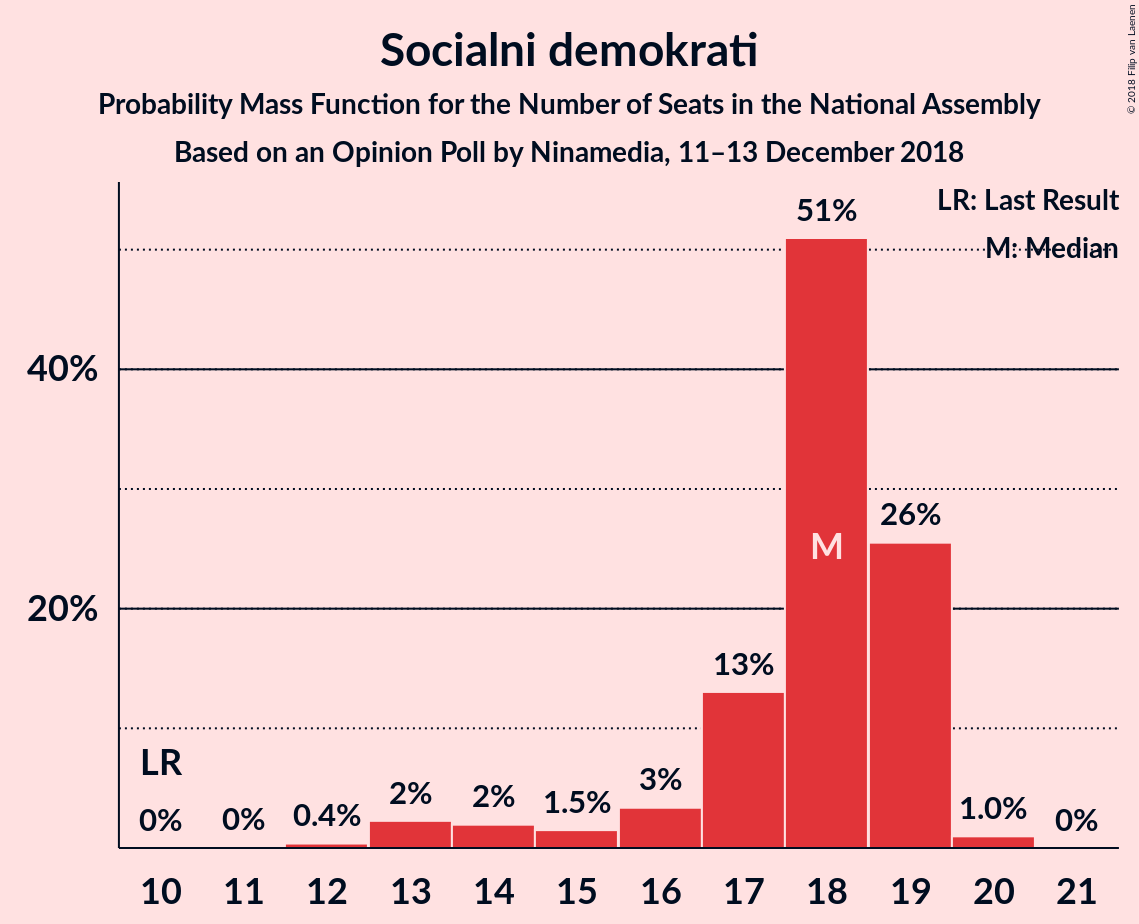 Socialni demokrati
Probability Mass Function for the Number of Seats in the National Assembly
Based on an Opinion Poll by Ninamedia, 11–13 December 2018
© 2018 Filip van Laenen
LR: Last Result
M: Median
51%
40%
26%
M
20%
13%
LR
0%
0%
0.4%
2%
2%
1.5%
3%
1.0%
0%
10 11 12 13 14 15 16 17 18 19 20 21